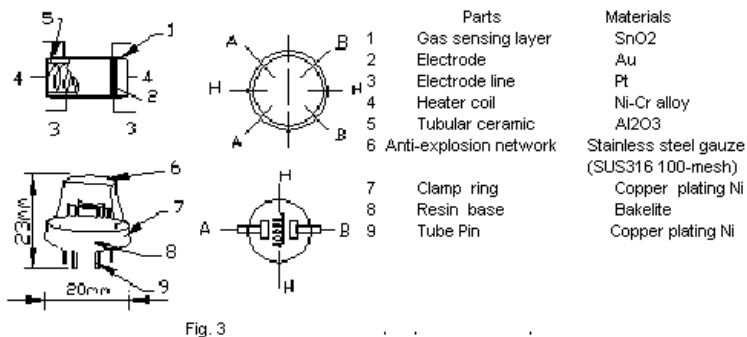 Parts Materials
1 Gas sensing layer SnO2
2 Electrode Au
3 Electrode line Pt
4 Heater coil Ni-Cr alloy
5 Tubular ceramic Al2O3
6 Anti-explosion network Stainless steel gauze
(SUS316 100-mesh)
7 Clamp ring Copper plating Ni
8 Resin base Bakelite
9 Tube Pin Copper plating Ni
5
1
4
4
2
3
3
A
B
H
H
A
B
6
7
8
9
23mm
20mm
H
A
B
H
Fig. 3